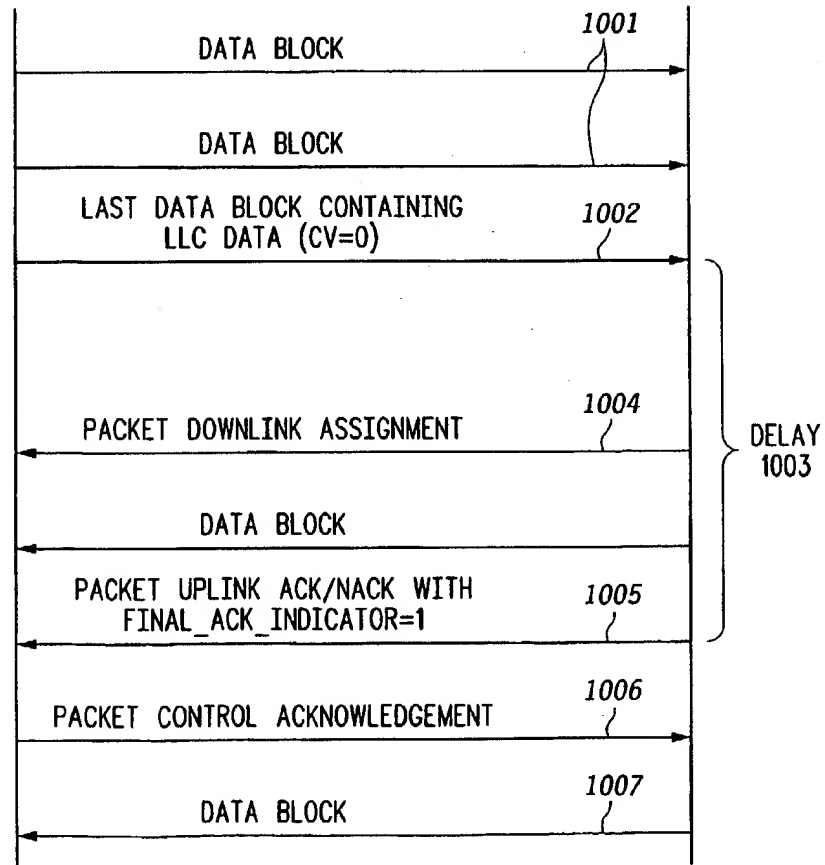 1001
DATA BLOCK
DATA BLOCK
LAST DATA BLOCK CONTAINING
LLC DATA (CV=0)
1002
1004
PACKET DOWNLINK ASSIGNMENT
DELAY
1003
DATA BLOCK
PACKET UPLINK ACK/NACK WITH
FINAL_ACK_INDICATOR=1
1005
1006
PACKET CONTROL ACKNOWLEDGEMENT
1007
DATA BLOCK